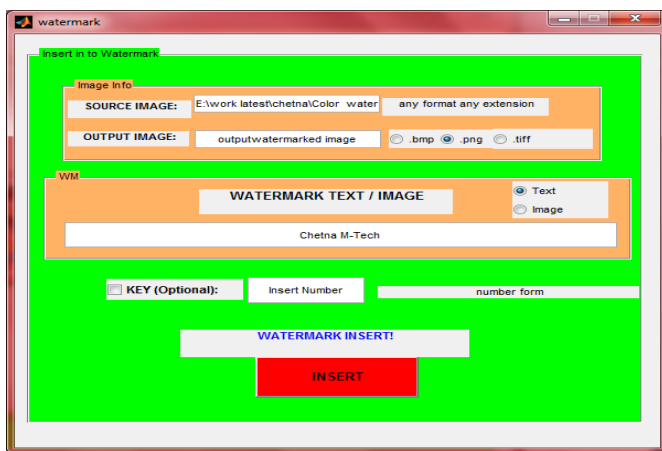 watermark
Insert in to Watermark
Image Info
SOURCE IMAGE: E:\work latest\chetna\Color water any format any extension
OUTPUT IMAGE: outputwatermarked image .bmp .png .tiff
WM
WATERMARK TEXT / IMAGE
Text
Image
Chetna M-Tech
KEY (Optional): Insert Number number form
WATERMARK INSERT!
INSERT